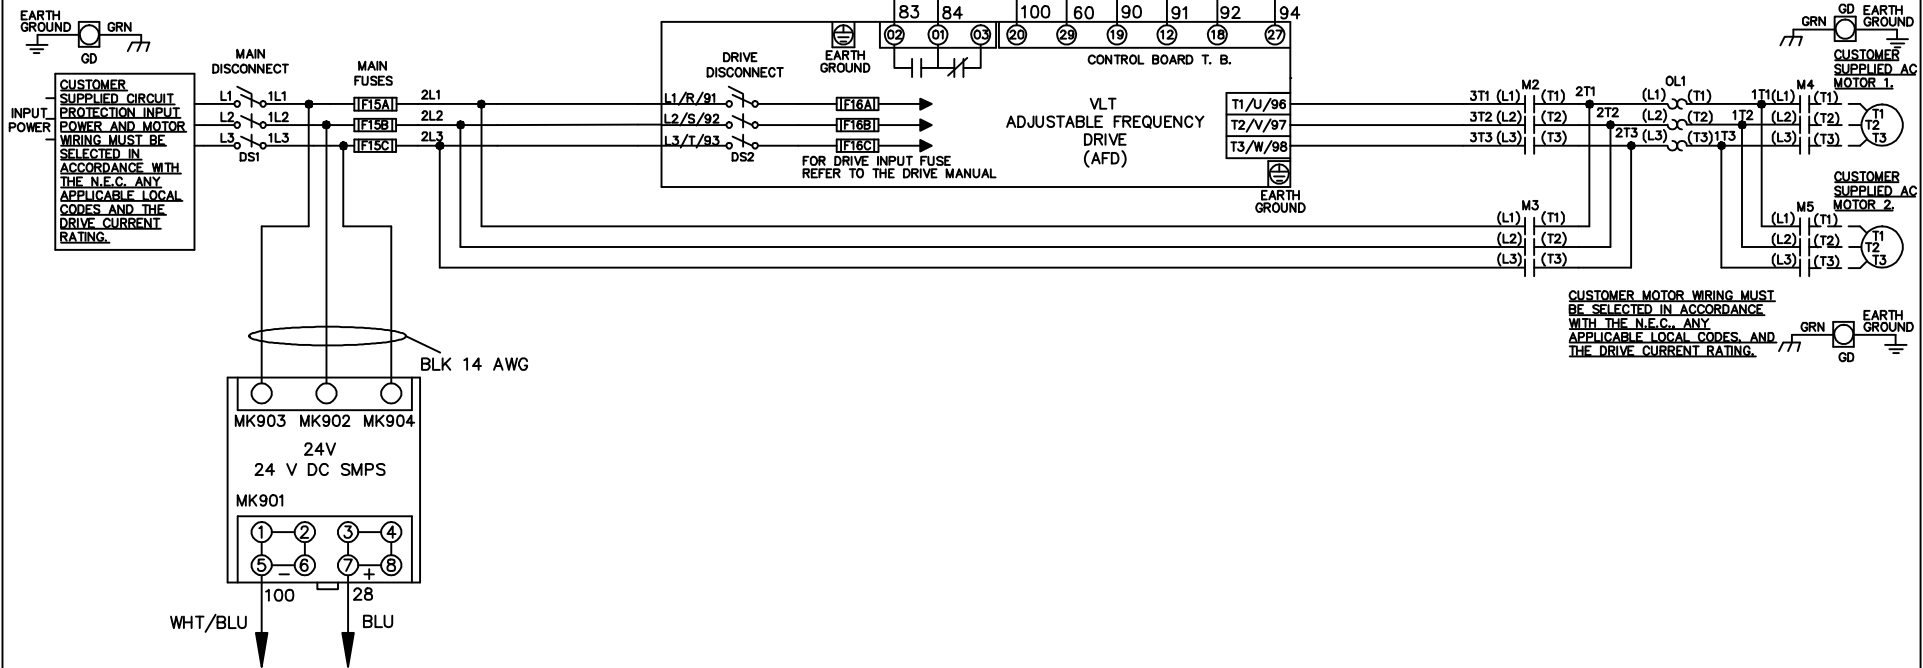 EARTH
GROUND
GRN
GD
83
84
100
60
90
91
92
94
02
01
03
20
29
19
12
18
27
EARTH
GROUND
CONTROL BOARD T. B.
GD
EARTH
GROUND
GRN
INPUT
POWER
CUSTOMER
SUPPLIED CIRCUIT
PROTECTION INPUT
POWER AND MOTOR
WIRING MUST BE
SELECTED IN
ACCORDANCE WITH
THE N.E.C. ANY
APPLICABLE LOCAL
CODES AND THE
DRIVE CURRENT
RATING.
MAIN
DISCONNECT
L1
1L1
L2
1L2
L3
1L3
DS1
MAIN
FUSES
F15A
F15B
F15C
2L1
2L2
2L3
L1/R/91
L2/S/92
L3/T/93
DRIVE
DISCONNECT
DS2
F16A
F16B
F16C
FOR DRIVE INPUT FUSE
REFER TO THE DRIVE MANUAL
VLT
ADJUSTABLE FREQUENCY
DRIVE
(AFD)
T1/U/96
T2/V/97
T3/W/98
EARTH
GROUND
M2
3T1 (L1) (T1)
3T2 (L2) (T2)
3T3 (L3) (T3)
2T1
2T2
2T3
OL1
(L1) (T1)
(L2) (T2)
(L3) (T3)
1T1
1T2
1T3
M4
(L1) (T1)
(L2) (T2)
(L3) (T3)
T1
T2
T3
CUSTOMER
SUPPLIED AC
MOTOR 1.
M3
(L1) (T1)
(L2) (T2)
(L3) (T3)
M5
(L1) (T1)
(L2) (T2)
(L3) (T3)
T1
T2
T3
CUSTOMER
SUPPLIED AC
MOTOR 2.
CUSTOMER MOTOR WIRING MUST
BE SELECTED IN ACCORDANCE
WITH THE N.E.C., ANY
APPLICABLE LOCAL CODES, AND
THE DRIVE CURRENT RATING.
GRN
GD
EARTH
GROUND
BLK 14 AWG
MK903 MK902 MK904
24V
24 V DC SMPS
MK901
1 2 3 4
5 6 7 8
- +
100
28
WHT/BLU
BLU